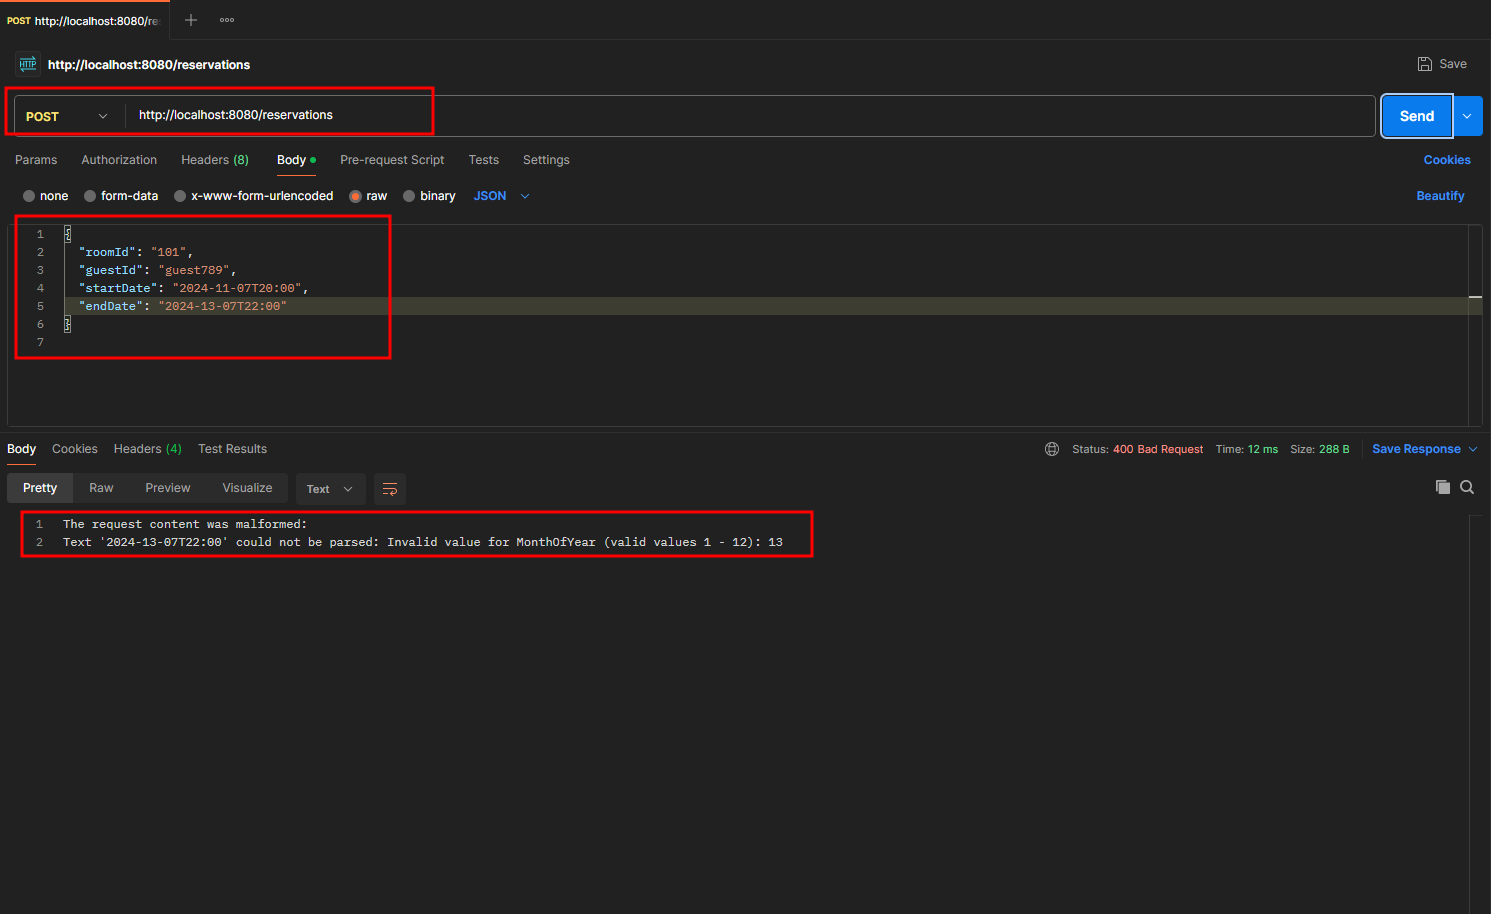 POST http://localhost:8080/re
http://localhost:8080/reservations
Save
POST http://localhost:8080/reservations
Send
Params Authorization Headers (8) Body Pre-request Script Tests Settings Cookies
none form-data x-www-form-urlencoded raw binary JSON Beautify
1 {
2 "roomId": "101",
3 "guestId": "guest789",
4 "startDate": "2024-11-07T20:00",
5 "endDate": "2024-13-07T22:00"
6 }
7
Body Cookies Headers (4) Test Results Status: 400 Bad Request Time: 12 ms Size: 288 B Save Response
Pretty Raw Preview Visualize Text
1 The request content was malformed:
2 Text '2024-13-07T22:00' could not be parsed: Invalid value for MonthOfYear (valid values 1 - 12): 13